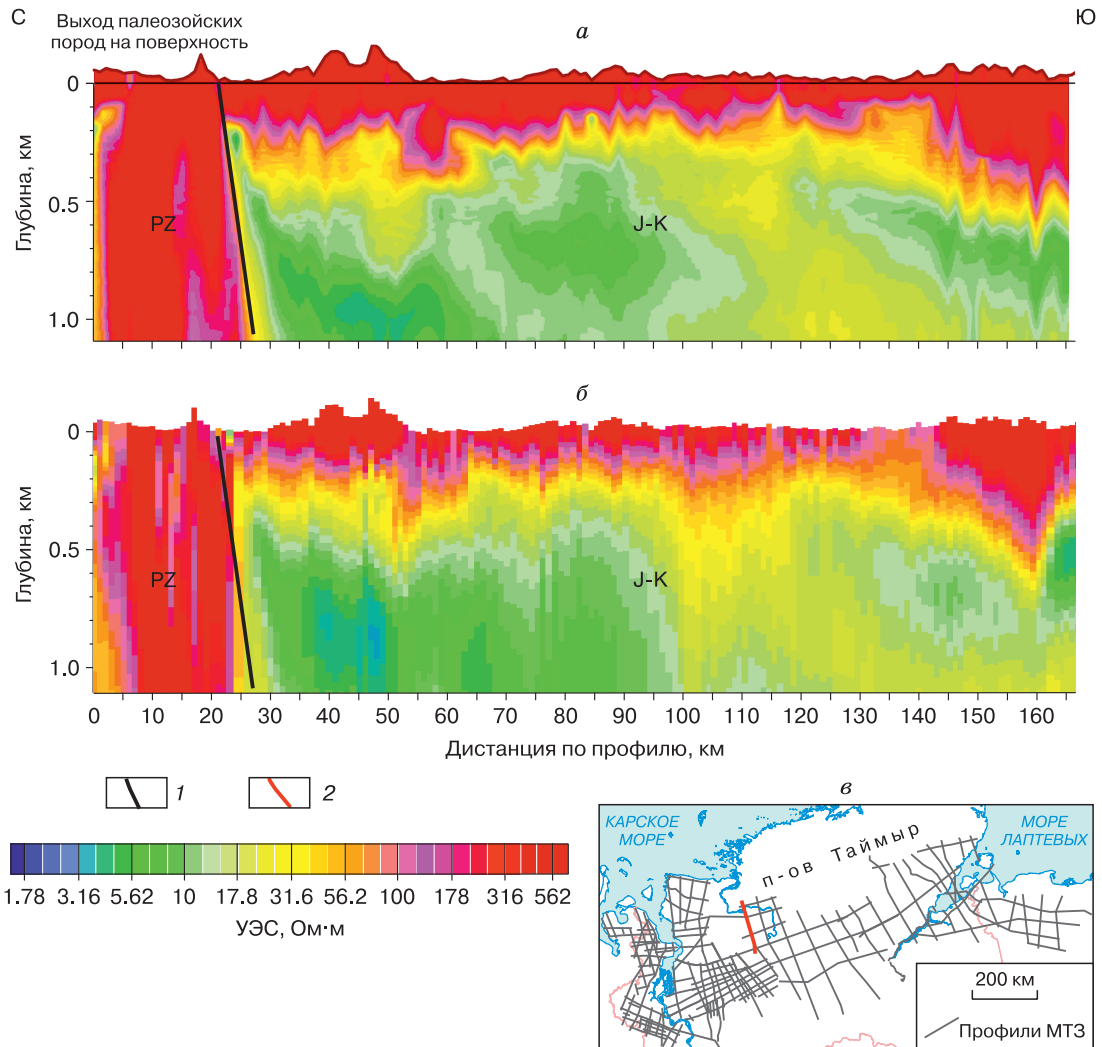 С
Выход палеозойских
пород на поверхность
а
Ю
0
0.5
1.0
Глубина, км
PZ
J-K
б
0
0.5
1.0
Глубина, км
PZ
J-K
0 10 20 30 40 50 60 70 80 90 100 110 120 130 140 150 160
Дистанция по профилю, км
1
2
1.78 3.16 5.62 10 17.8 31.6 56.2 100 178 316 562
УЭС, Ом·м
в
КАРСКОЕ
МОРЕ
п-ов Таймыр
МОРЕ
ЛАПТЕВЫХ
200 км
Профили МТЗ